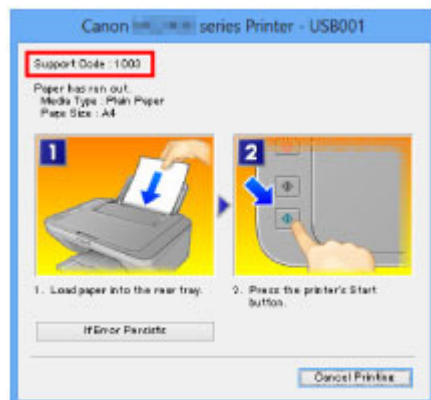 Canon series Printer - USB001
Support Code : 1003
Paper has run out.
Media Type : Plain Paper
Page Size : A4
1
2
1. Load paper into the rear tray.
2. Press the printer's Start
button.
If Error Persists
Cancel Printing